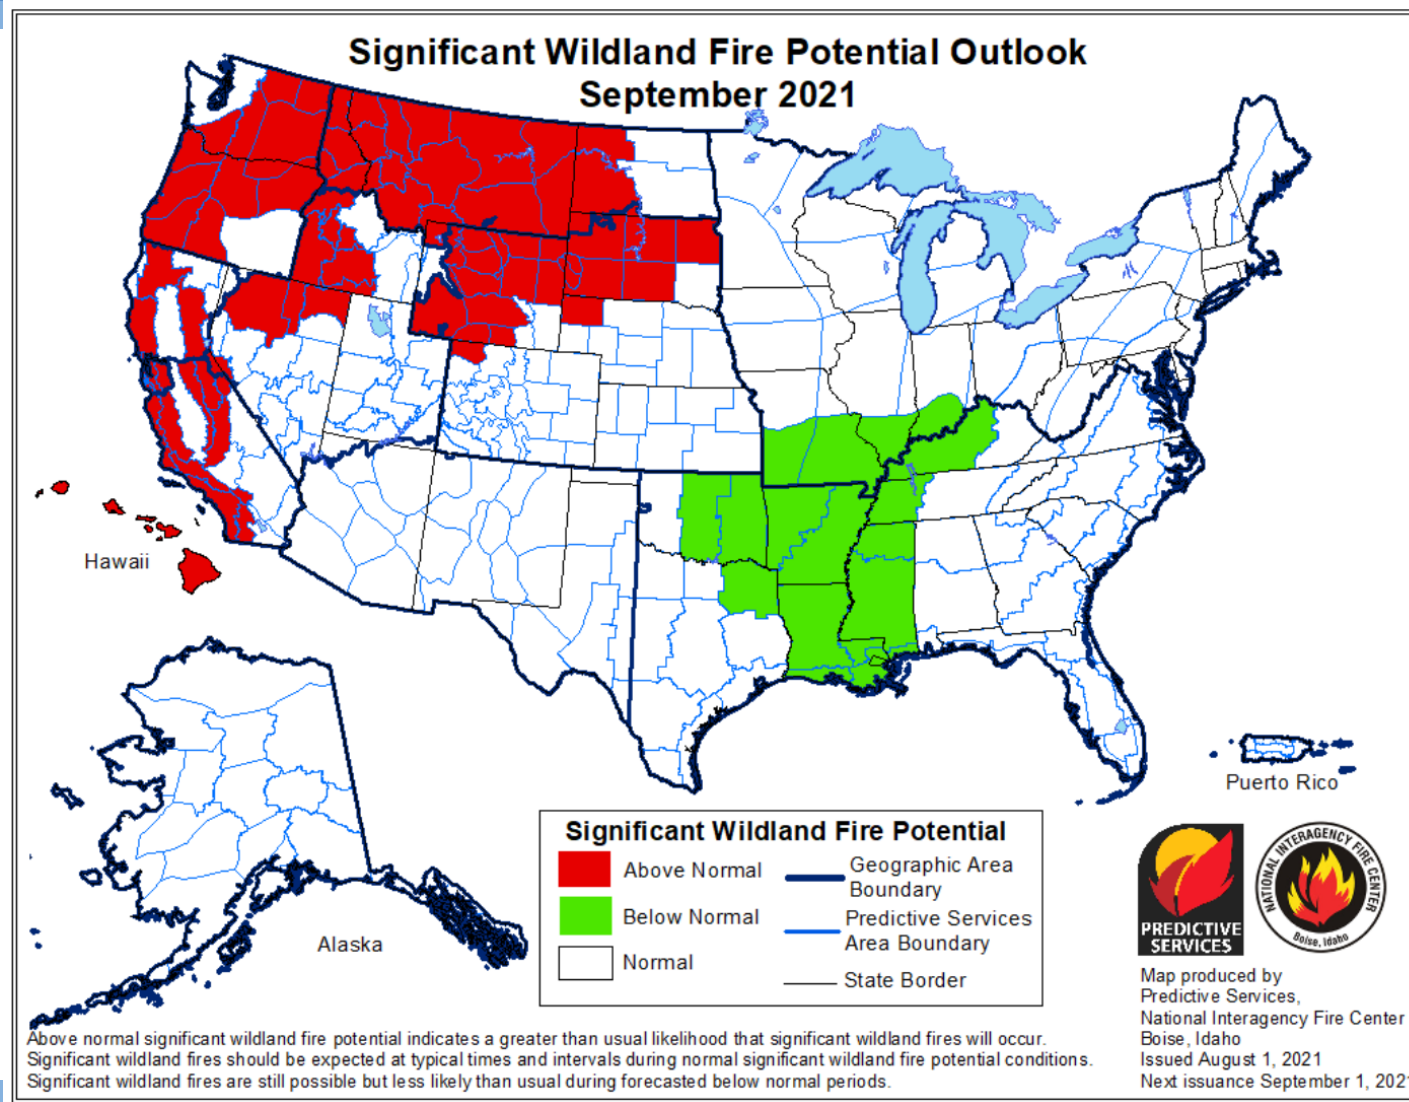 Significant Wildland Fire Potential Outlook
September 2021
Hawaii
Alaska
Puerto Rico
Significant Wildland Fire Potential
Above Normal
Below Normal
Normal
Geographic Area
Boundary
Predictive Services
Area Boundary
State Border
PREDICTIVE
SERVICES
NATIONAL INTERAGENCY FIRE CENTER
Boise, Idaho
Map produced by
Predictive Services,
National Interagency Fire Center
Boise, Idaho
Issued August 1, 2021
Next issuance September 1, 2021
Above normal significant wildland fire potential indicates a greater than usual likelihood that significant wildland fires will occur.
Significant wildland fires should be expected at typical times and intervals during normal significant wildland fire potential conditions.
Significant wildland fires are still possible but less likely than usual during forecasted below normal periods.